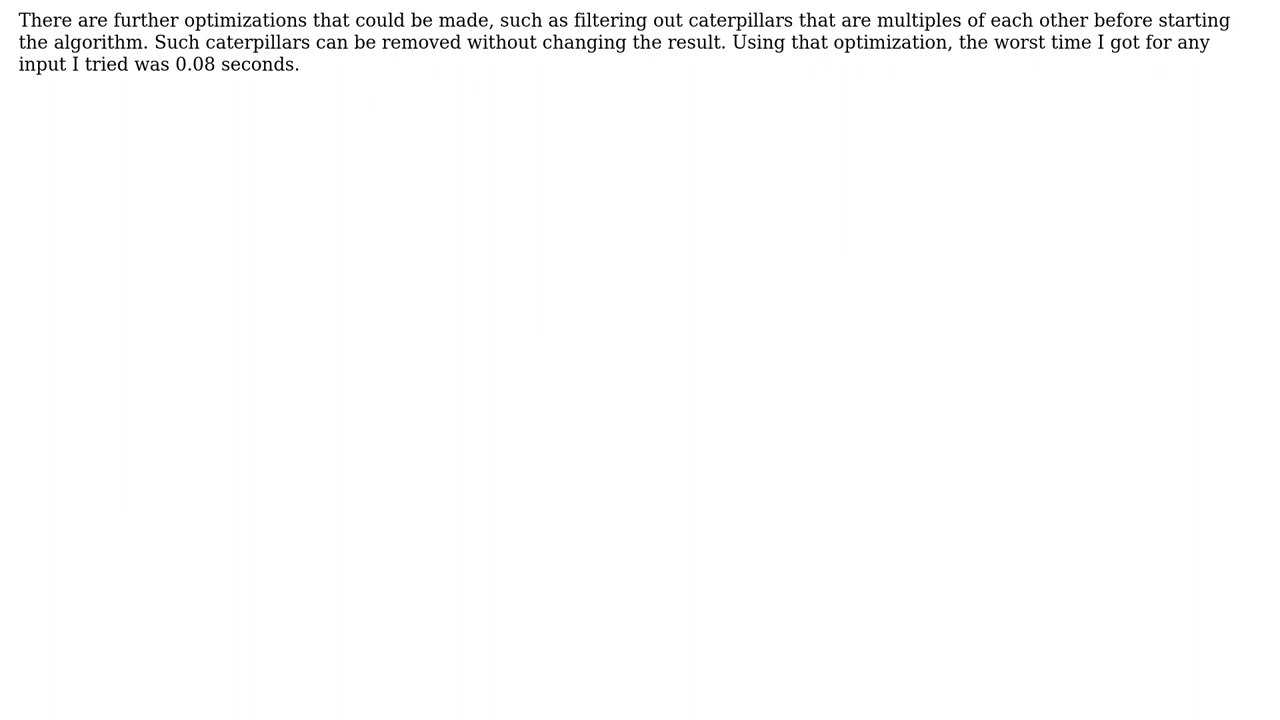 There are further optimizations that could be made, such as filtering out caterpillars that are multiples of each other before starting
the algorithm. Such caterpillars can be removed without changing the result. Using that optimization, the worst time I got for any
input I tried was 0.08 seconds.